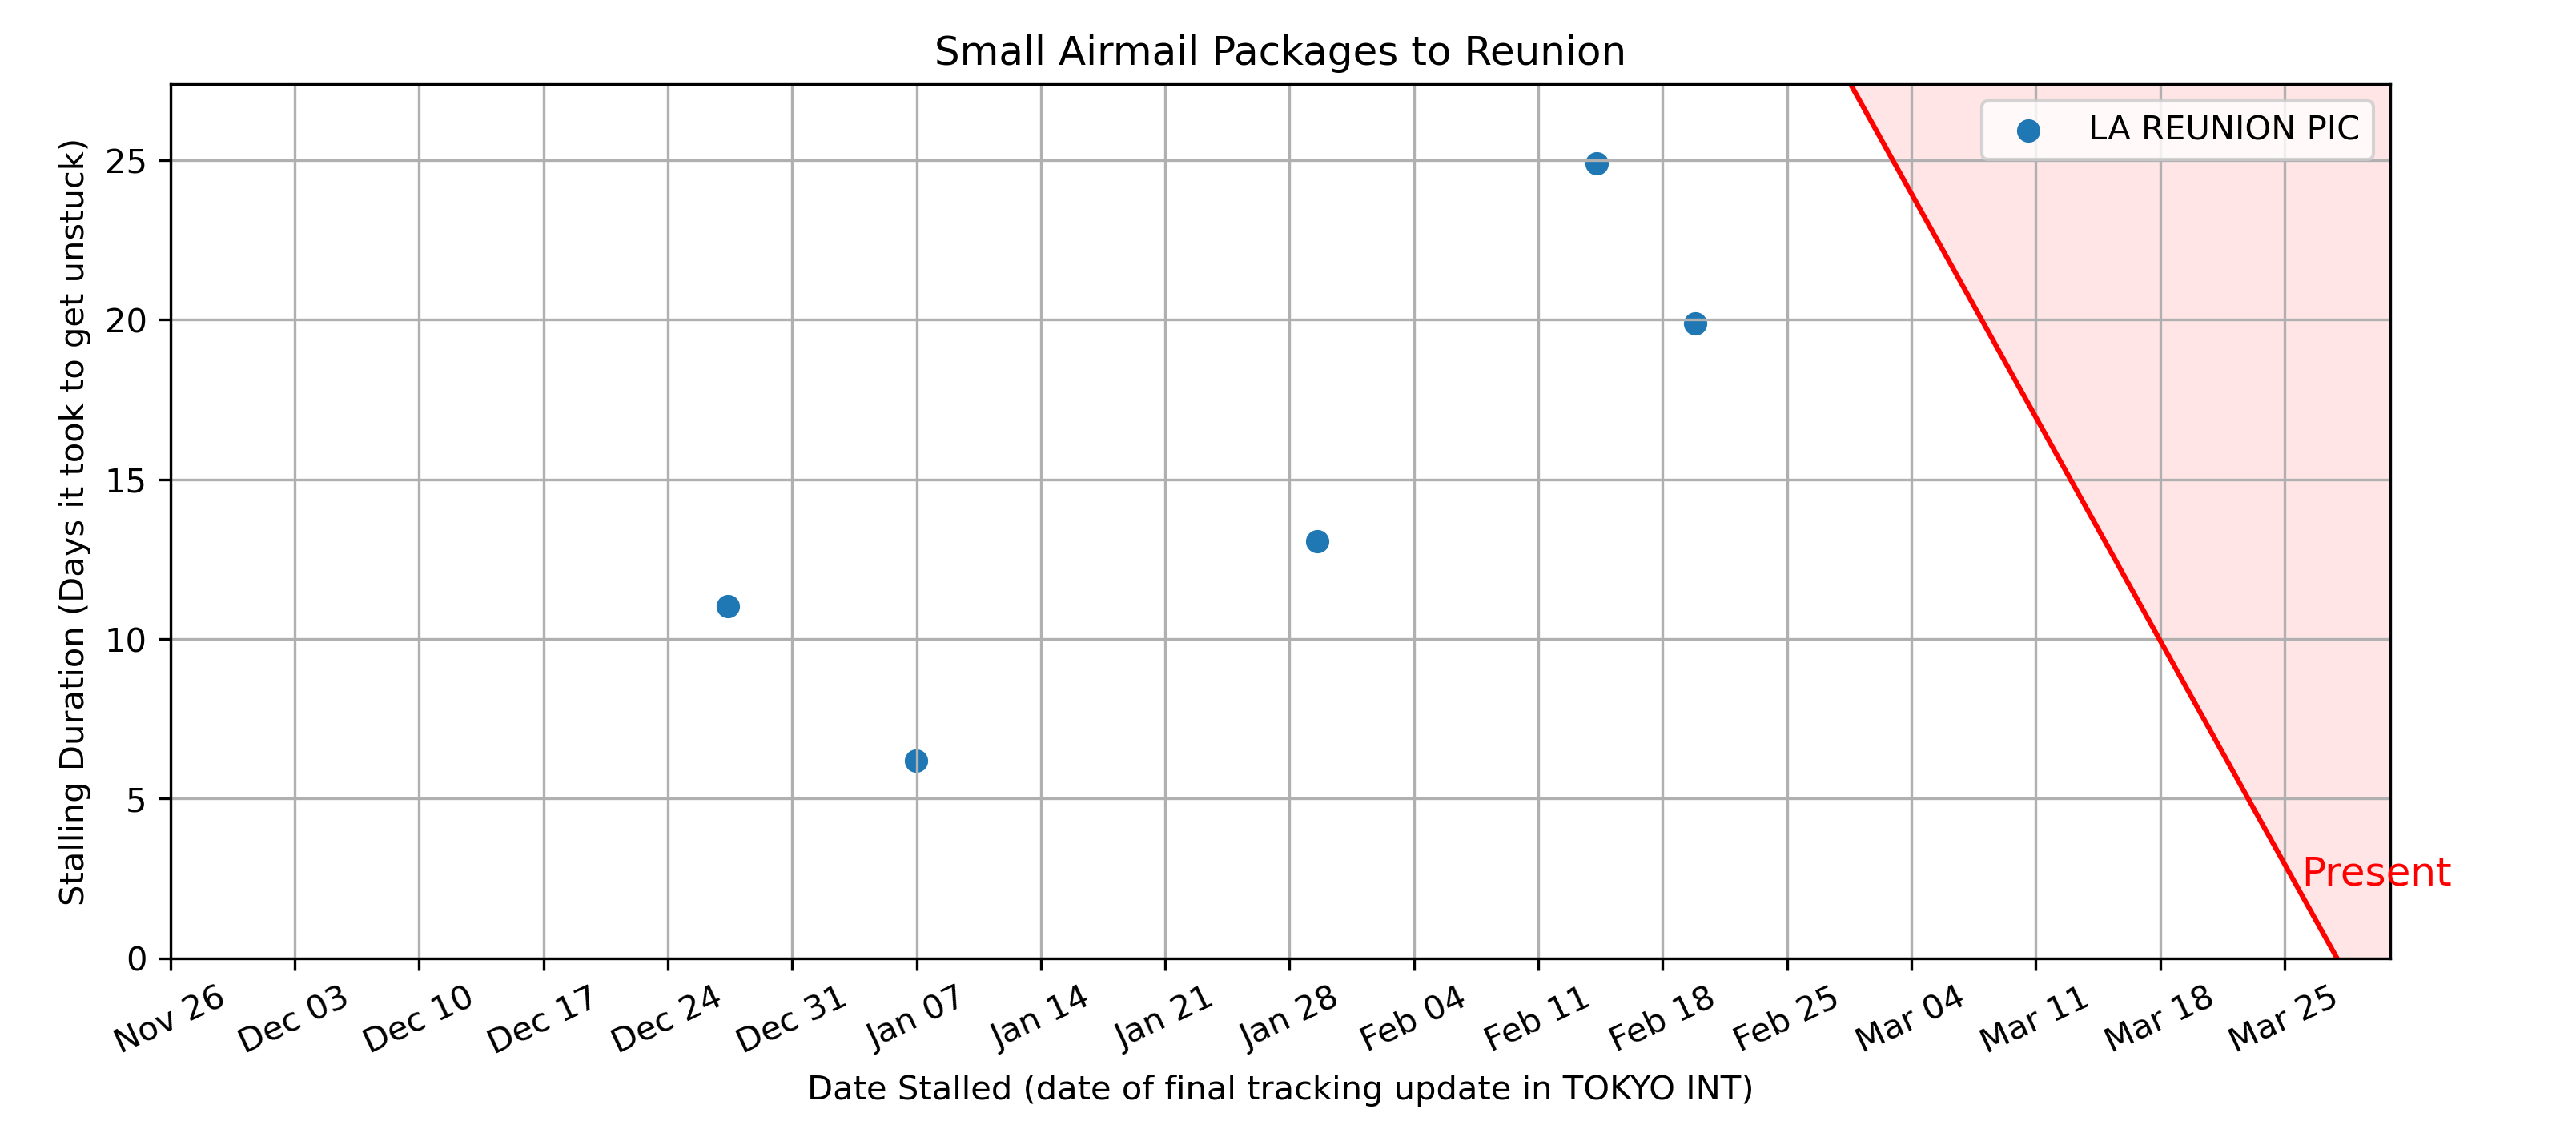 Small Airmail Packages to Reunion
LA REUNION PIC
Stalling Duration (Days it took to get unstuck)
25
20
15
10
5
0
Present
Nov 26
Dec 03
Dec 10
Dec 17
Dec 24
Dec 31
Jan 07
Jan 14
Jan 21
Jan 28
Feb 04
Feb 11
Feb 18
Feb 25
Mar 04
Mar 11
Mar 18
Mar 25
Date Stalled (date of final tracking update in TOKYO INT)